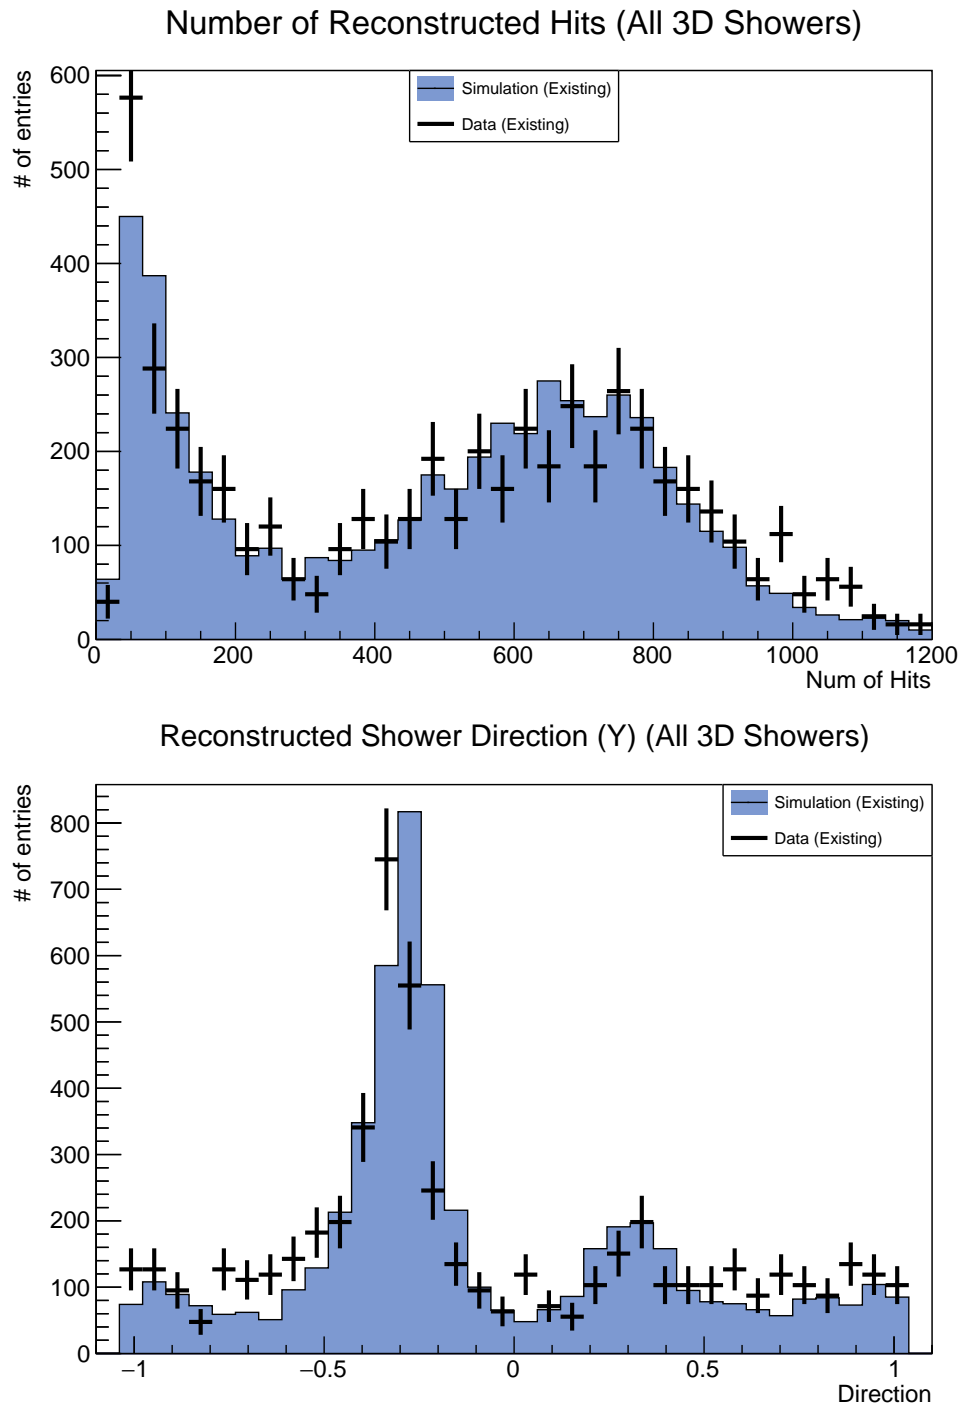 Number of Reconstructed Hits (All 3D Showers)
# of entries
600
500
400
300
200
100
0
Simulation (Existing)
Data (Existing)
0 200 400 600 800 1000 1200
Num of Hits
Reconstructed Shower Direction (Y) (All 3D Showers)
# of entries
800
700
600
500
400
300
200
100
0
Simulation (Existing)
Data (Existing)
−1 −0.5 0 0.5 1
Direction